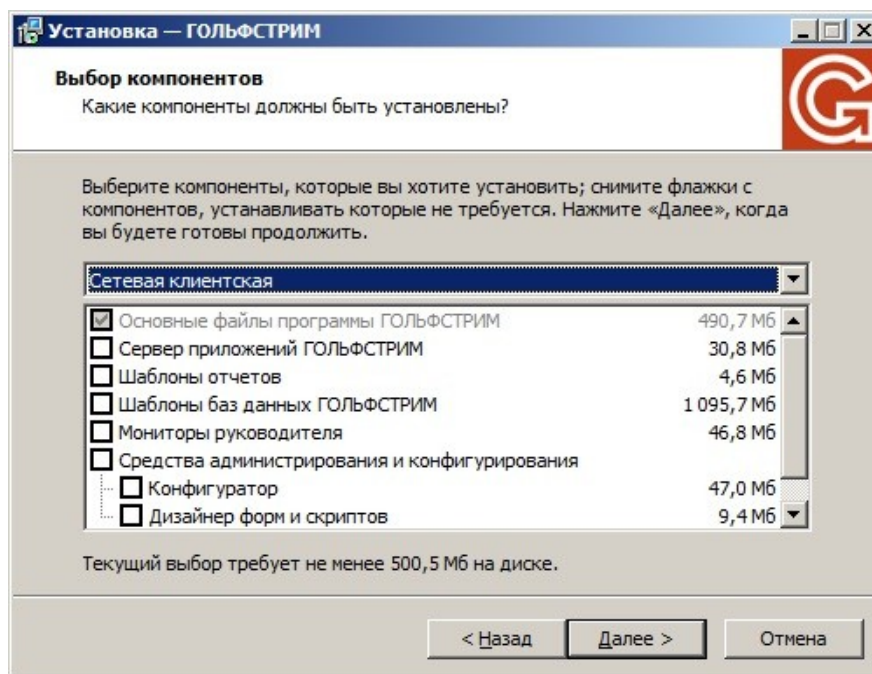 Установка — ГОЛЬФСТРИМ
Выбор компонентов
Какие компоненты должны быть установлены?
Выберите компоненты, которые вы хотите установить; снимите флажки с
компонентов, устанавливать которые не требуется. Нажмите «Далее», когда
вы будете готовы продолжить.
Сетевая клиентская
Основные файлы программы ГОЛЬФСТРИМ 490,7 Мб
Сервер приложений ГОЛЬФСТРИМ 30,8 Мб
Шаблоны отчетов 4,6 Мб
Шаблоны баз данных ГОЛЬФСТРИМ 1 095,7 Мб
Мониторы руководителя 46,8 Мб
Средства администрирования и конфигурирования
Конфигуратор 47,0 Мб
Дизайнер форм и скриптов 9,4 Мб
Текущий выбор требует не менее 500,5 Мб на диске.
< Назад Далее > Отмена